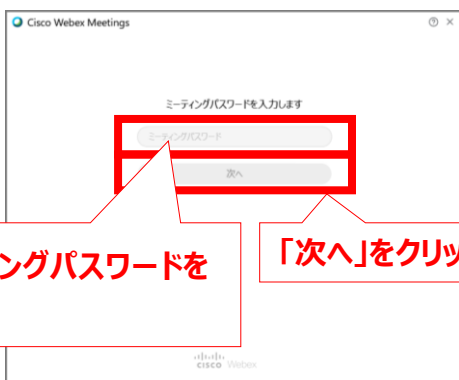 Cisco Webex Meetings
ミーティングパスワードを入力します
ミーティングパスワード
次へ
ングパスワードを
「次へ」をクリッ
cisco Webex